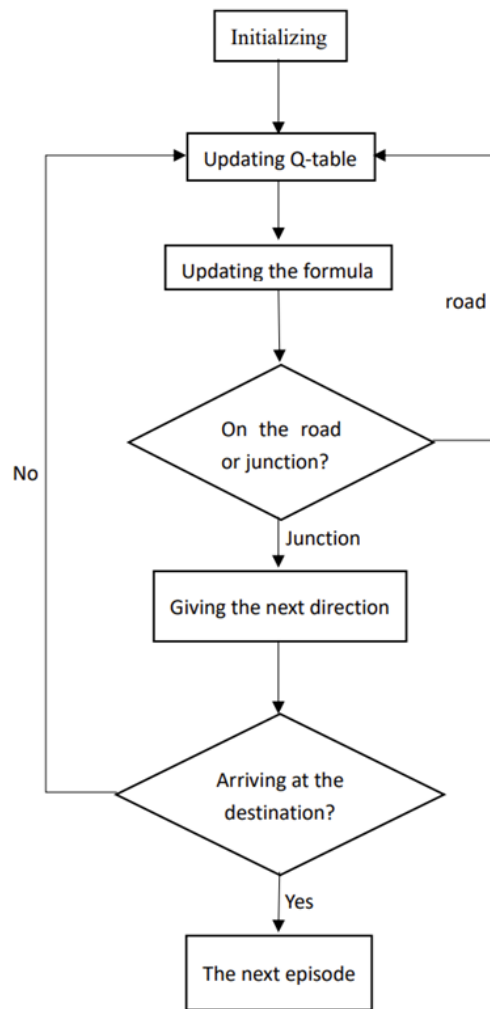 Initializing
Updating Q-table
Updating the formula
road
On the road
or junction?
No
Junction
Giving the next direction
Arriving at the
destination?
Yes
The next episode